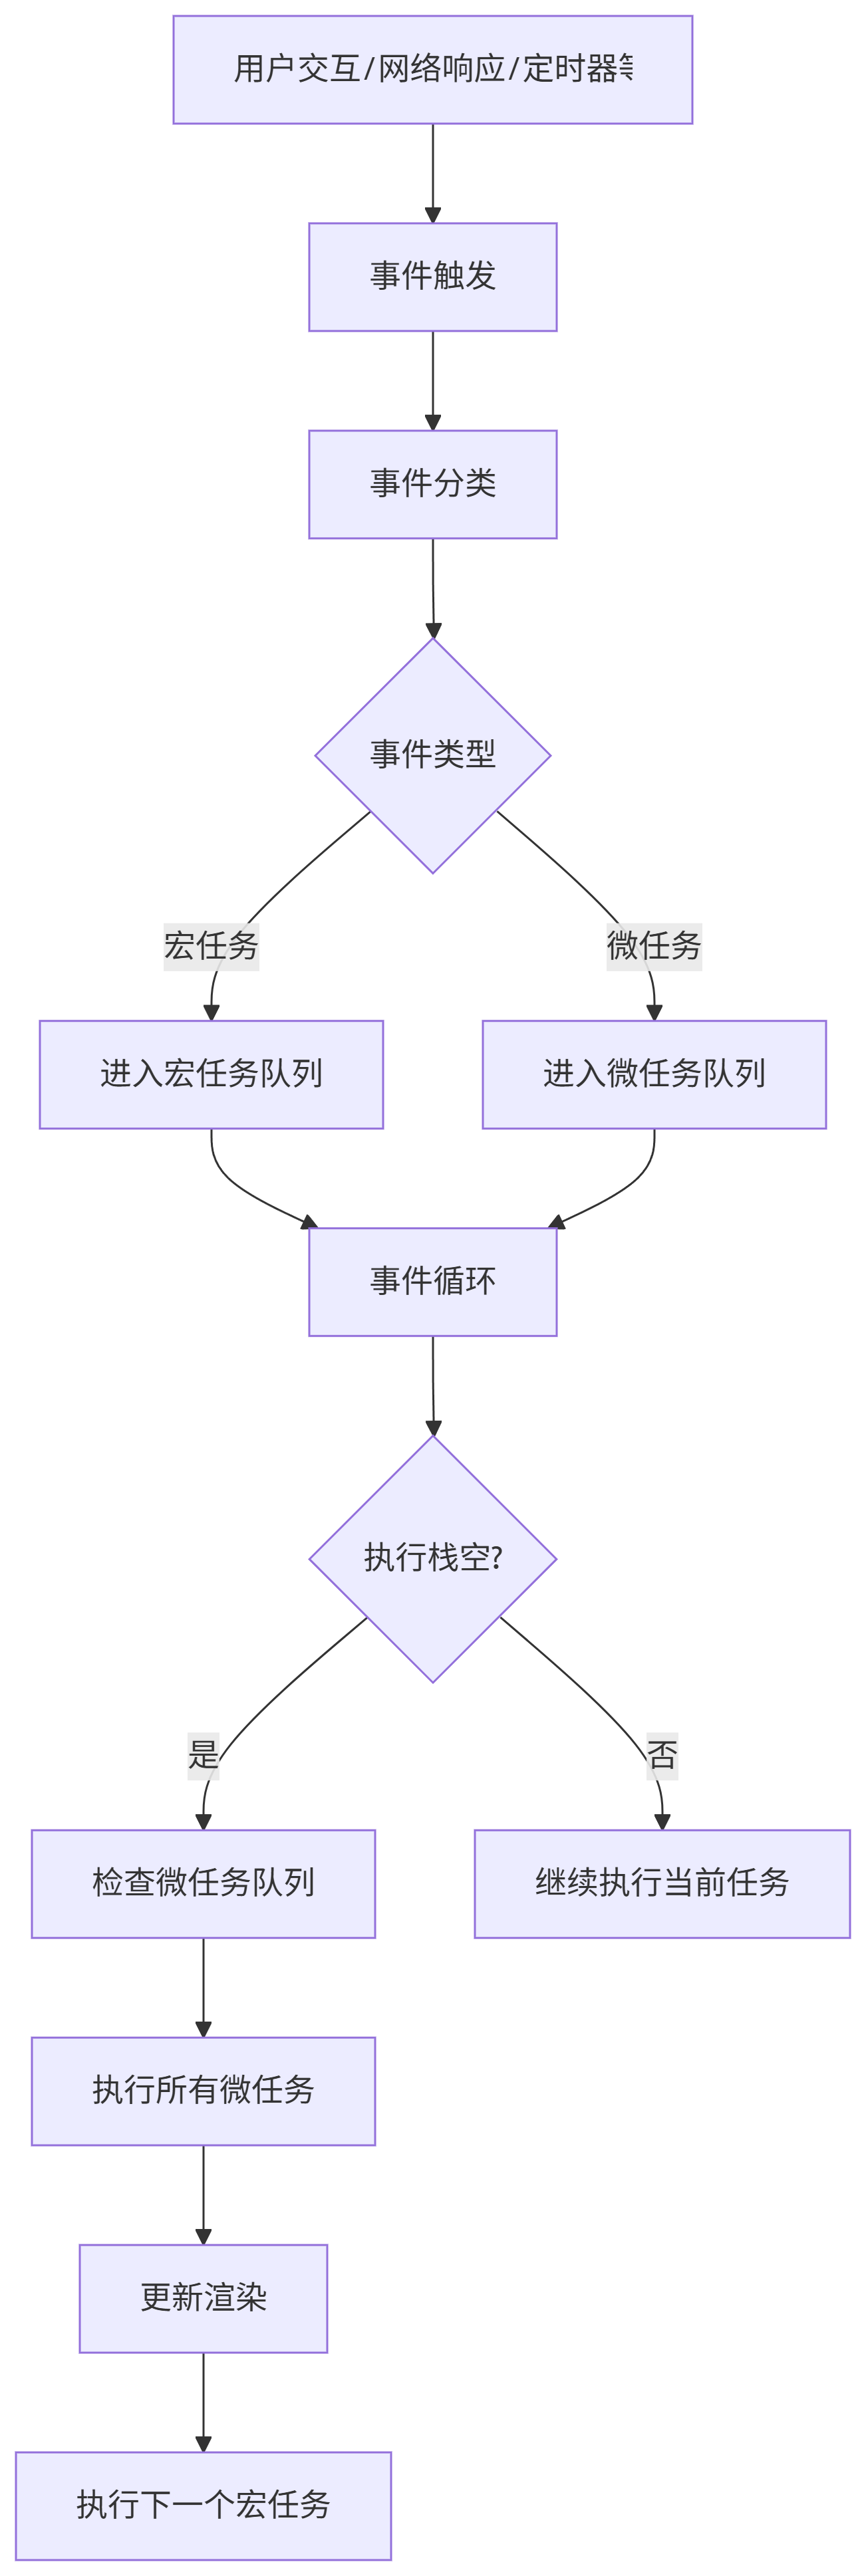 用户交互/网络响应/定时器
事件触发
事件分类
事件类型
宏任务
微任务
进入宏任务队列
进入微任务队列
事件循环
执行栈空?
是
否
检查微任务队列
继续执行当前任务
执行所有微任务
更新渲染
执行下一个宏任务